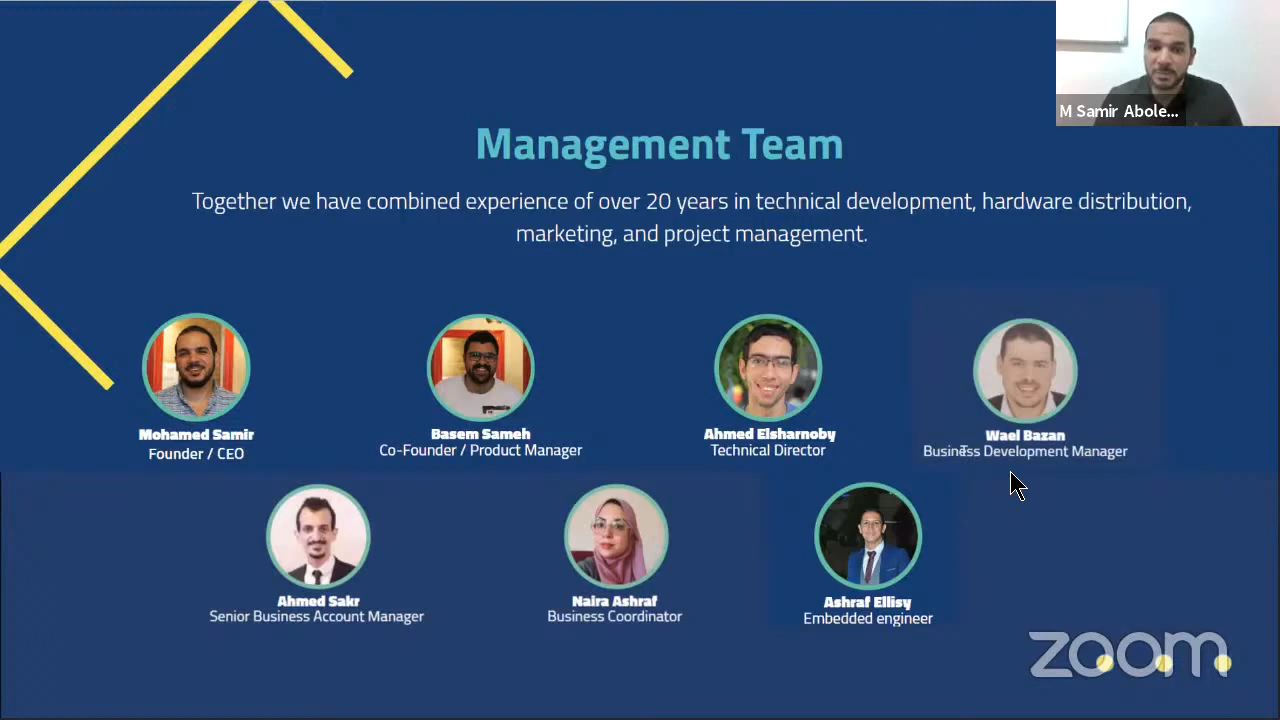 M Samir Abole...
Management Team
Together we have combined experience of over 20 years in technical development, hardware distribution,
marketing, and project management.
Mohamed Samir
Founder / CEO
Basem Sameh
Co-Founder / Product Manager
Ahmed Elsharnoby
Technical Director
Wael Bazan
Business Development Manager
Ahmed Sakr
Senior Business Account Manager
Naira Ashraf
Business Coordinator
Ashraf Ellisy
Embedded engineer
zoom